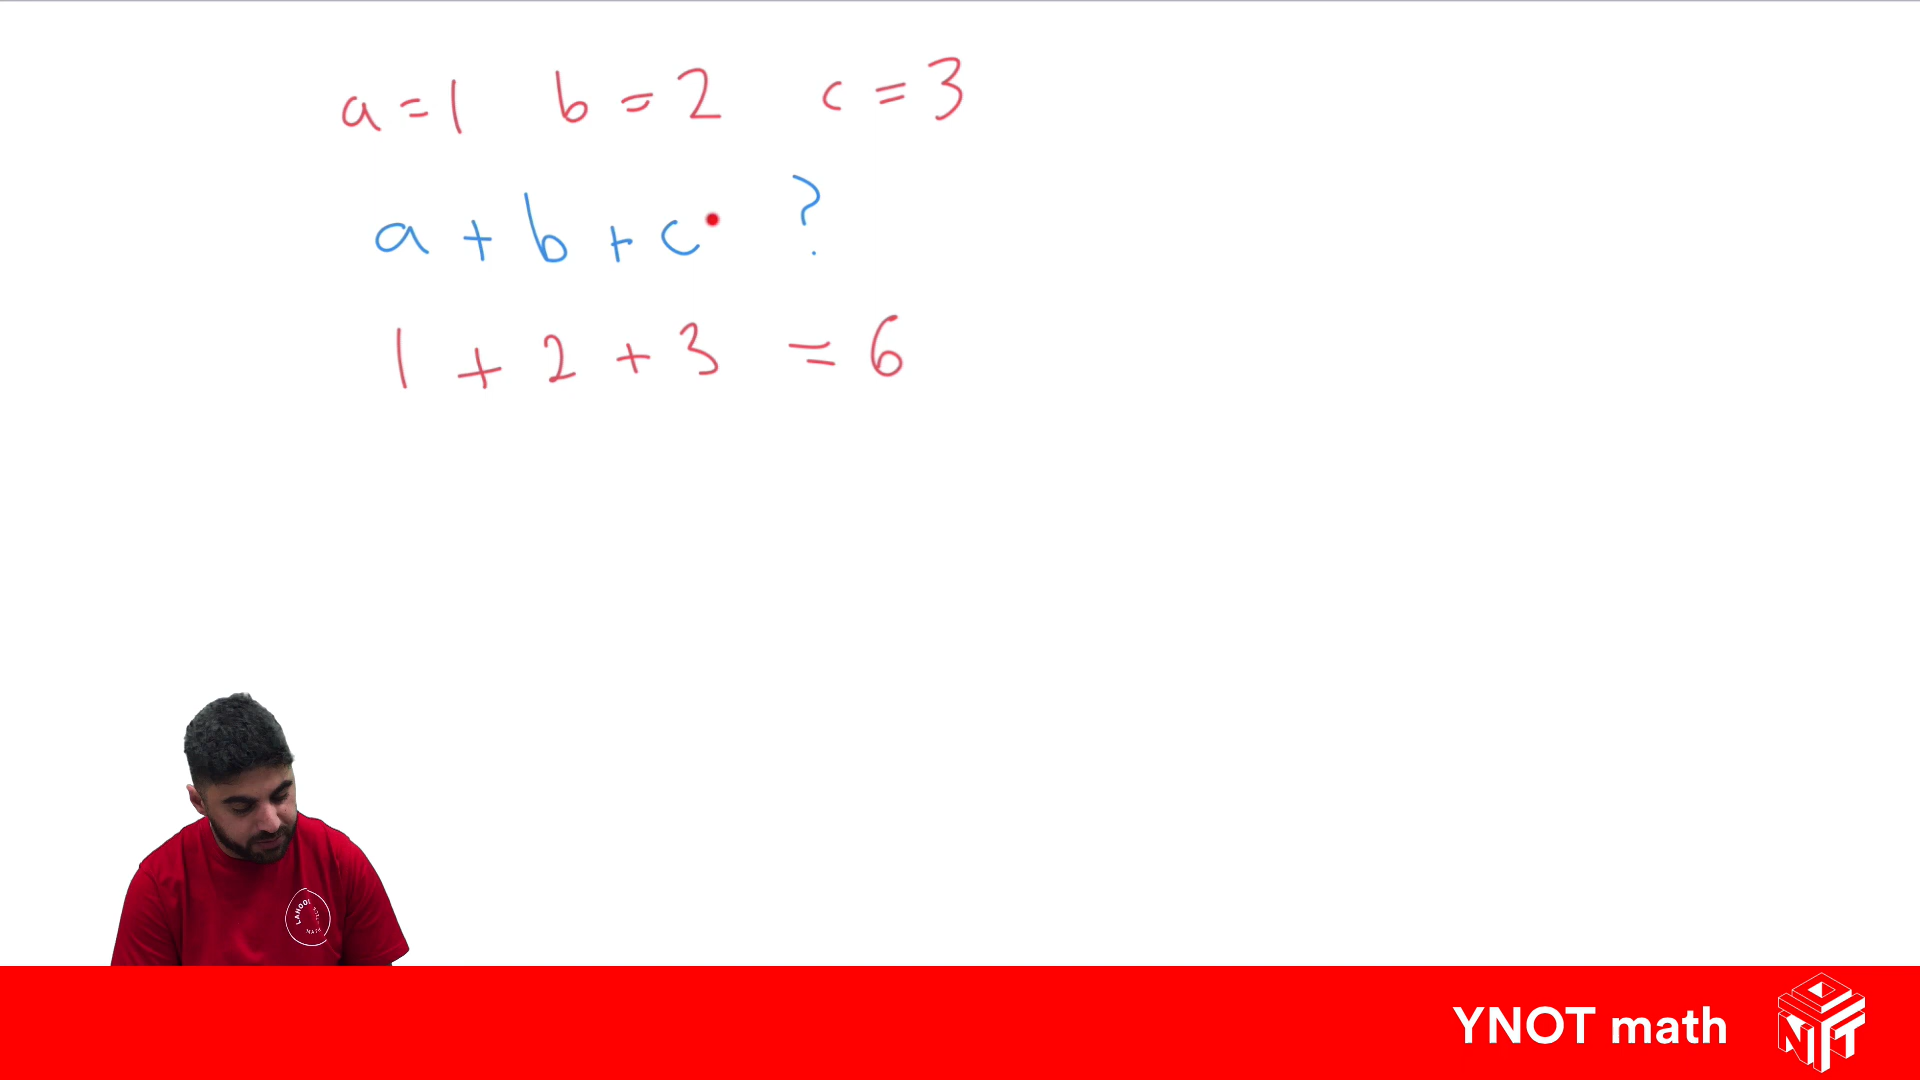 a = 1 b = 2 c = 3
a + b + c ?
1 + 2 + 3 = 6
YNOT math